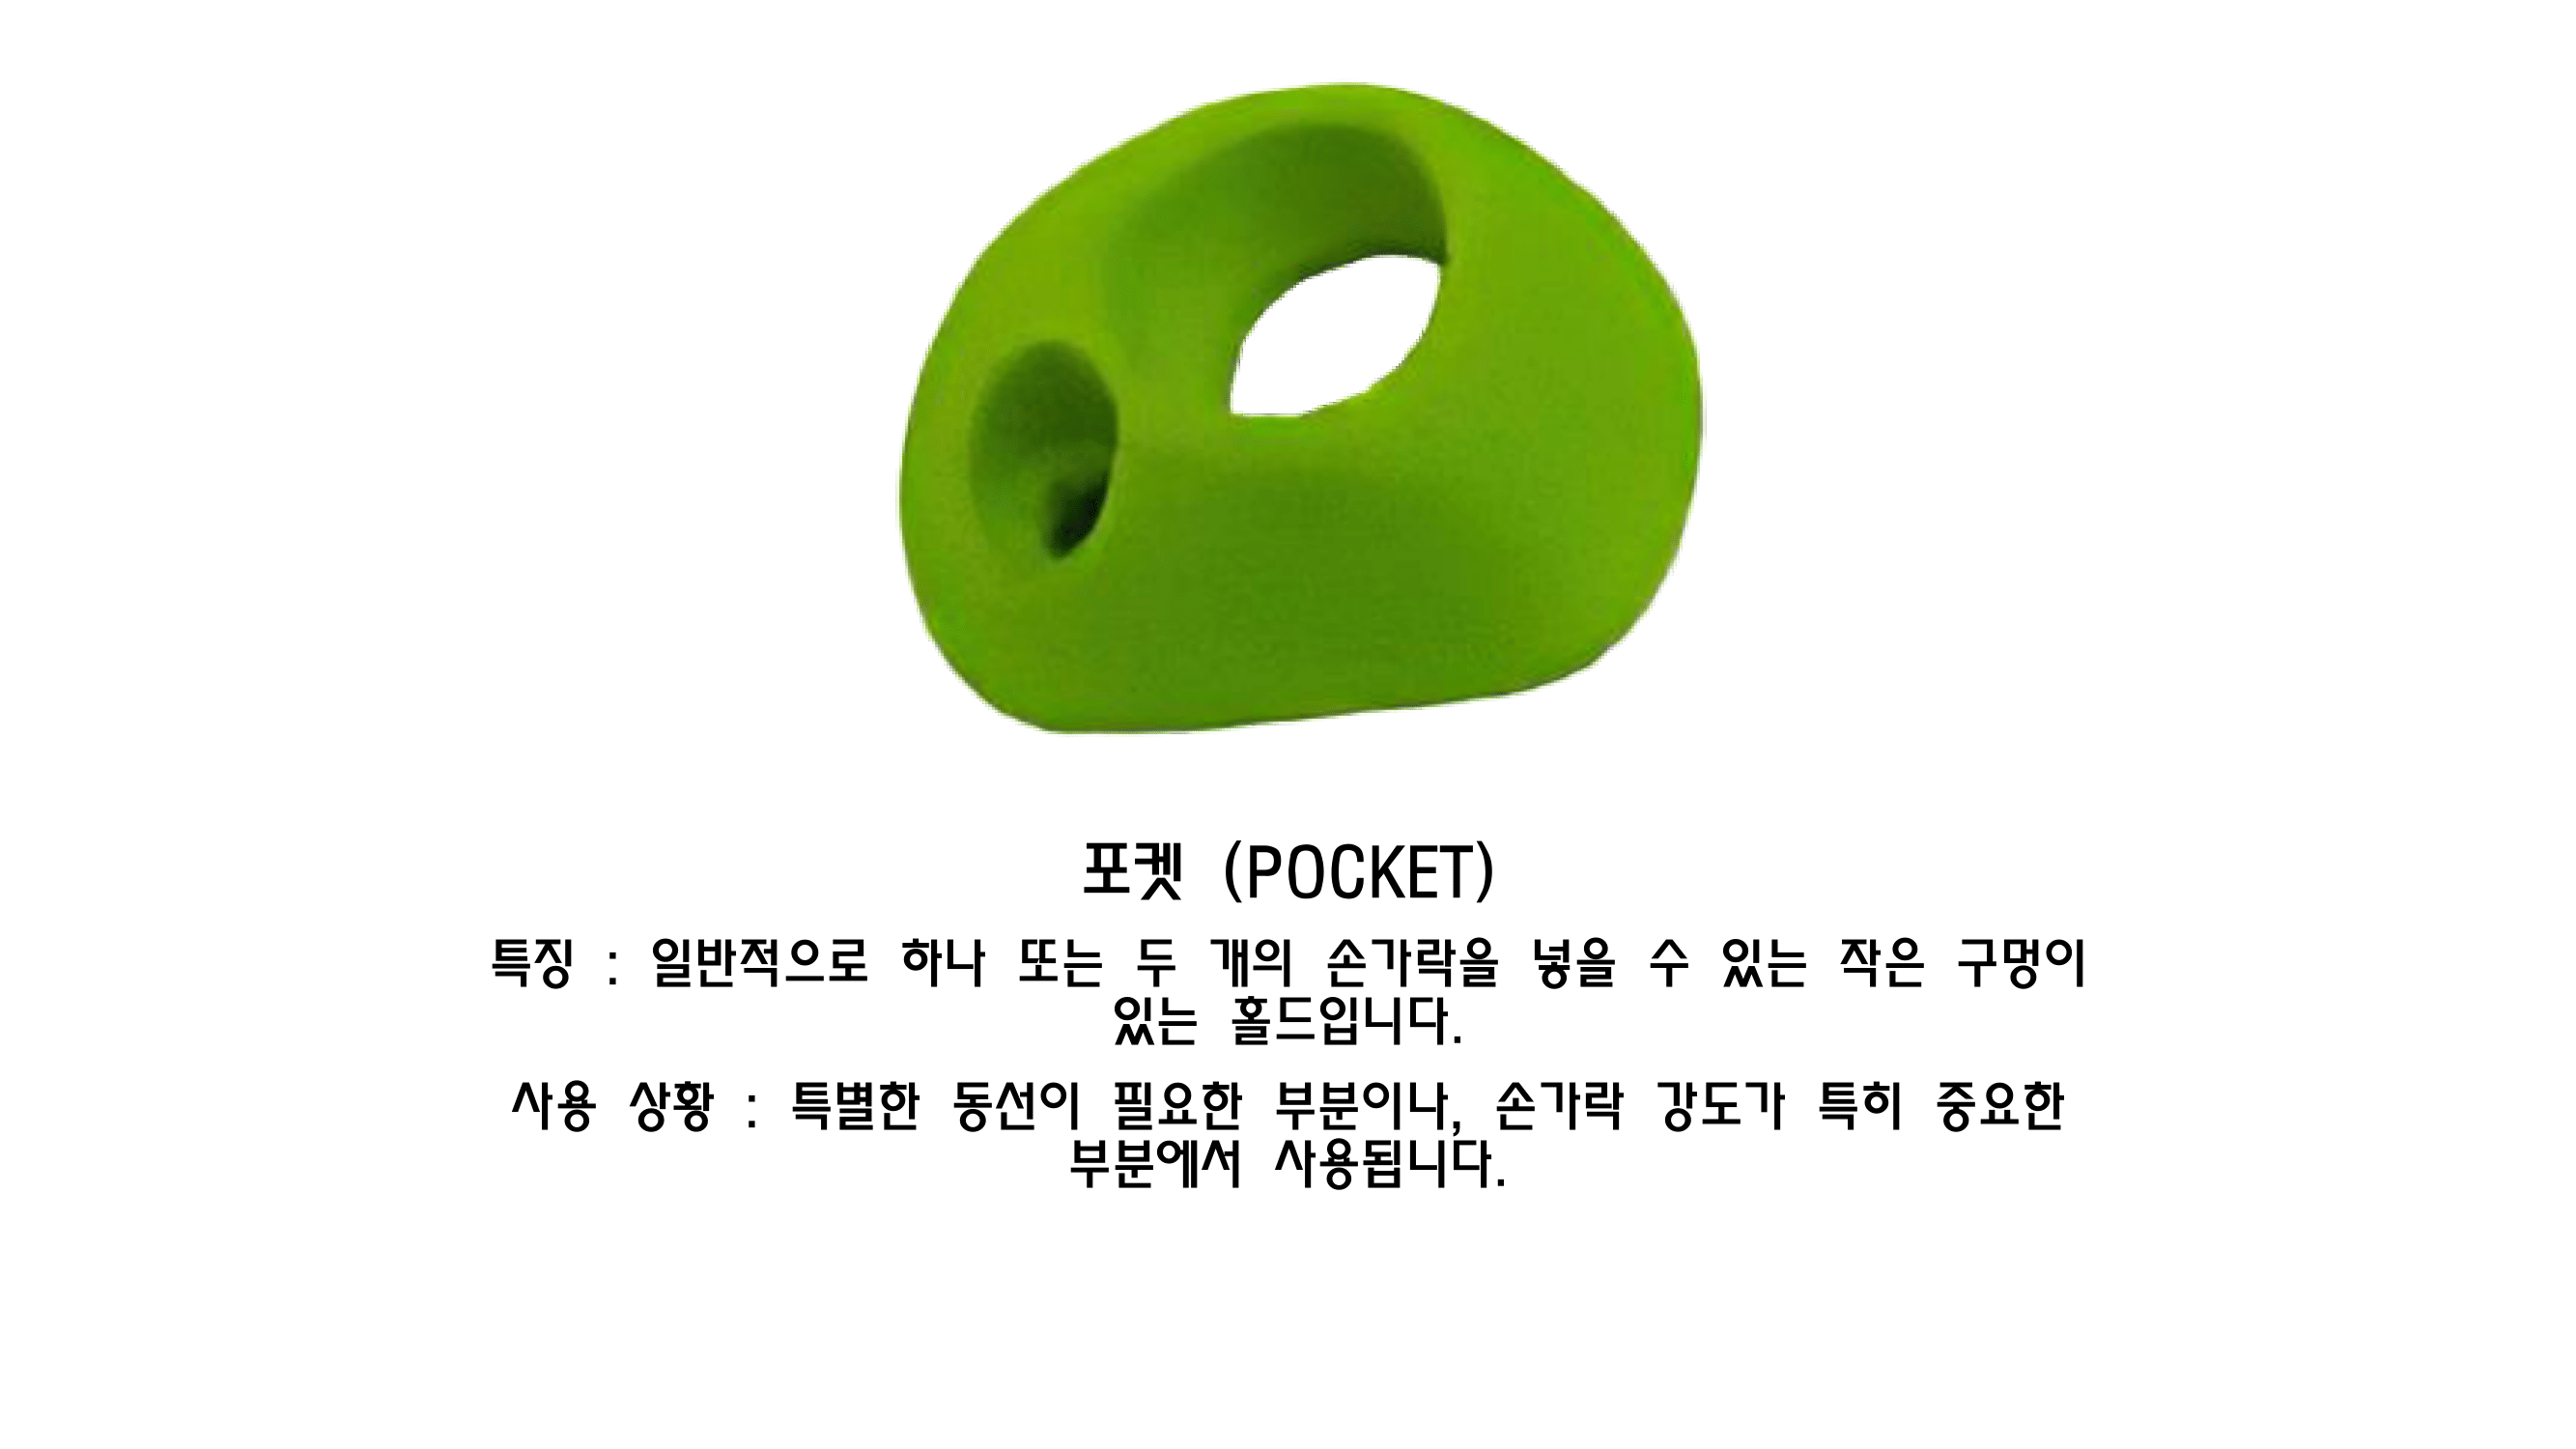 포켓 (POCKET)
특징 : 일반적으로 하나 또는 두 개의 손가락을 넣을 수 있는 작은 구멍이
있는 홀드입니다.
사용 상황 : 특별한 동선이 필요한 부분이나, 손가락 강도가 특히 중요한
부분에서 사용됩니다.